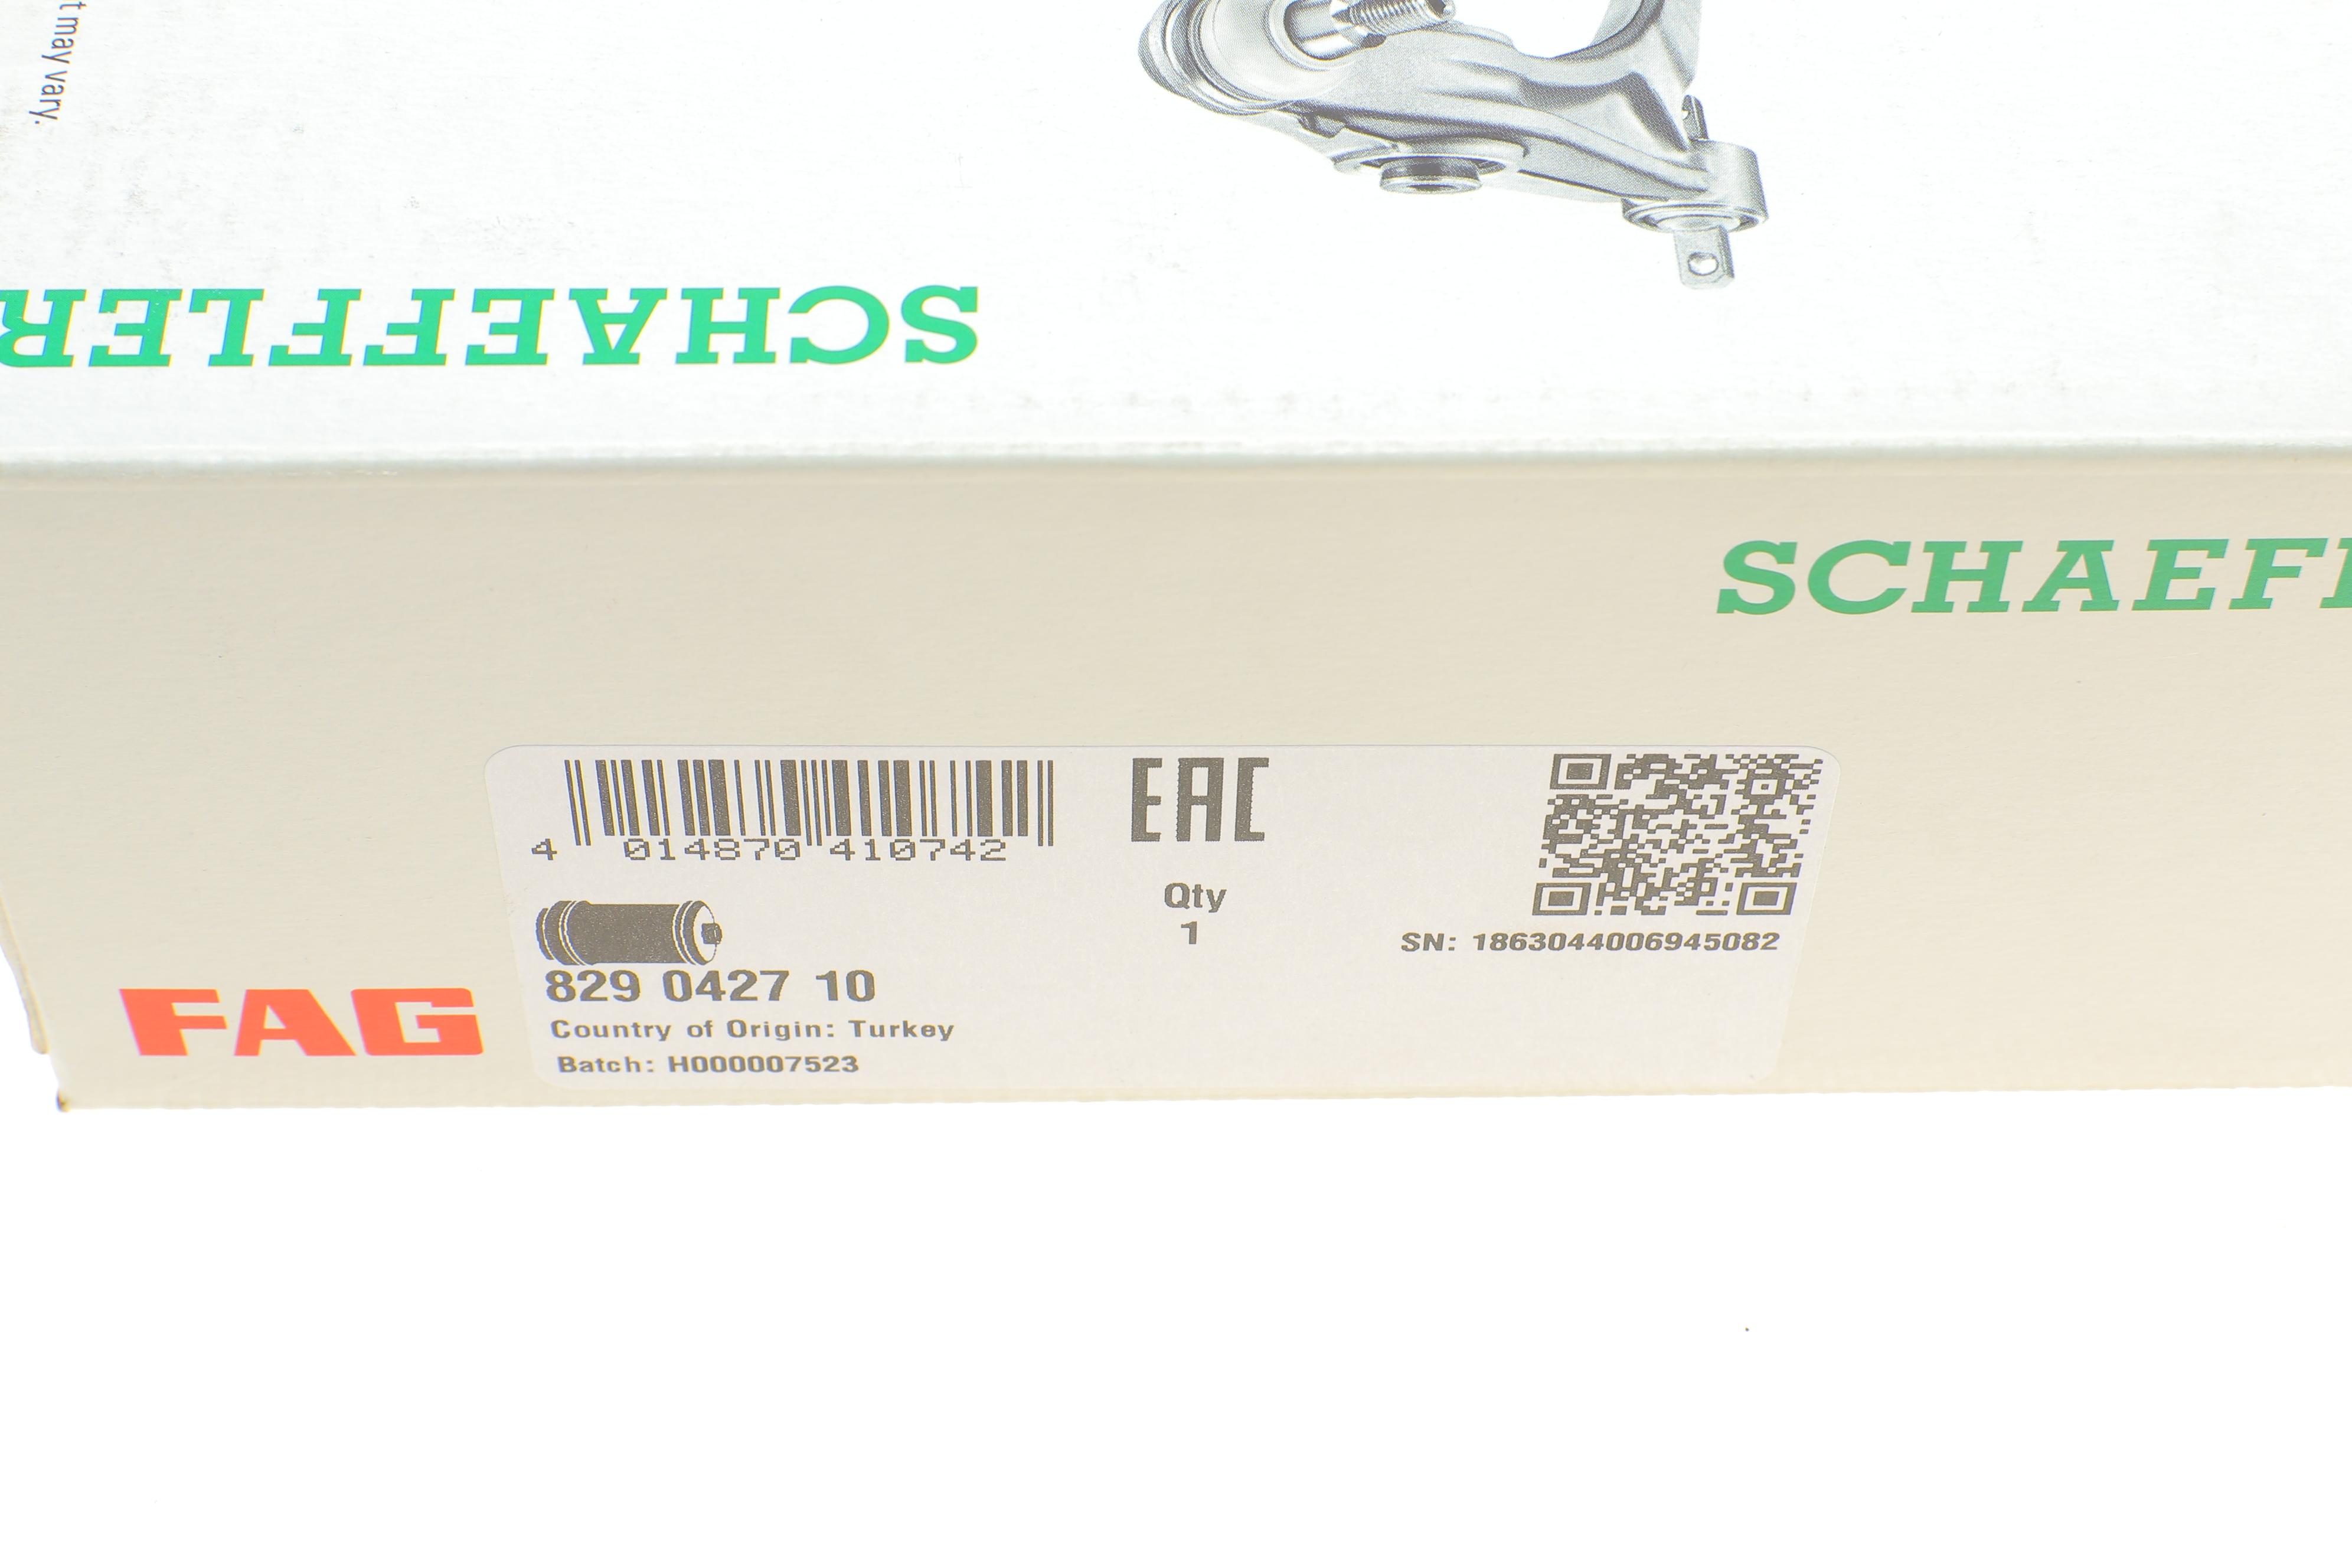 t may vary.
SCHAEFFLER
SCHAEF
4 014870 410742
EAC
Qty
1
SN: 1863044006945082
829 0427 10
FAG
Country of Origin: Turkey
Batch: H000007523